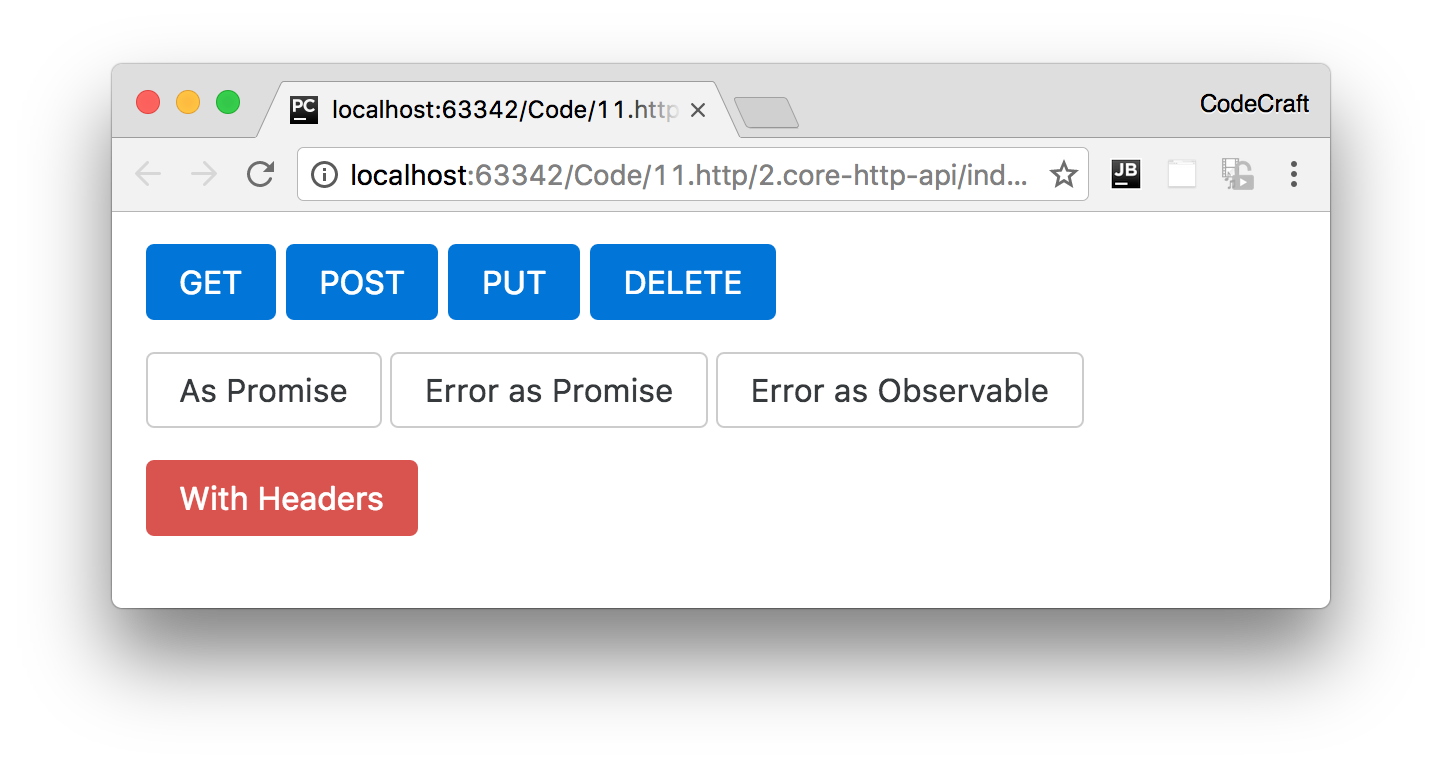 PC localhost:63342/Code/11.http CodeCraft
localhost:63342/Code/11.http/2.core-http-api/ind... JB
GET POST PUT DELETE
As Promise Error as Promise Error as Observable
With Headers